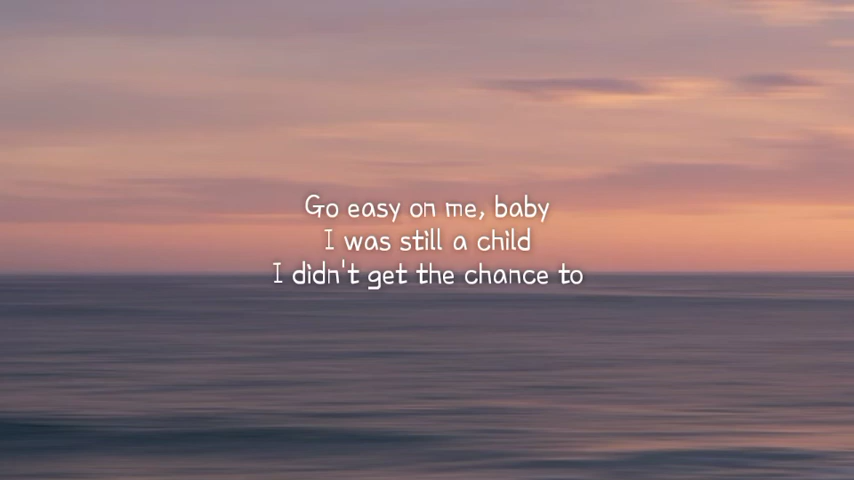 Go easy on me, baby
I was still a child
I didn't get the chance to